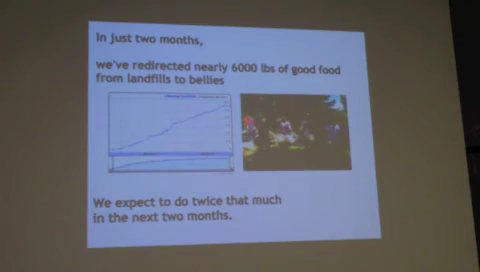 In just two months,
we've redirected nearly 6000 lbs of good food
from landfills to bellies
We expect to do twice that much
in the next two months.